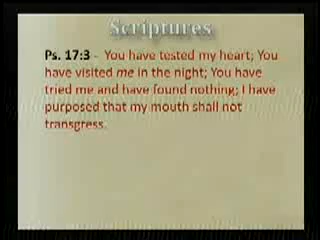 Scriptures
Ps. 17:3 - You have tested my heart; You
have visited me in the night; You have
tried me and have found nothing; I have
purposed that my mouth shall not
transgress.